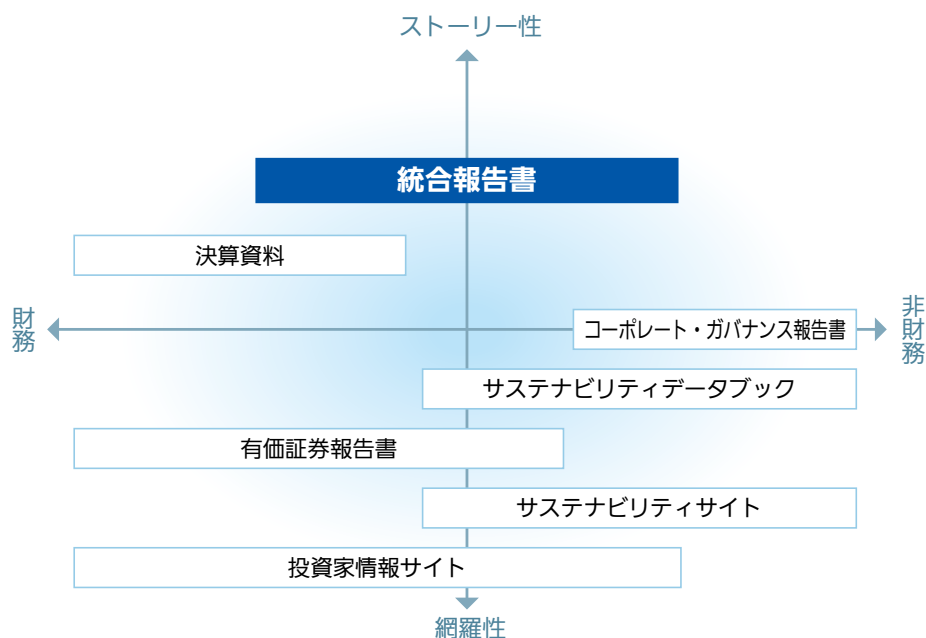 ストーリー性
統合報告書
決算資料
財務
非財務
コーポレート・ガバナンス報告書
サステナビリティデータブック
有価証券報告書
サステナビリティサイト
投資家情報サイト
網羅性